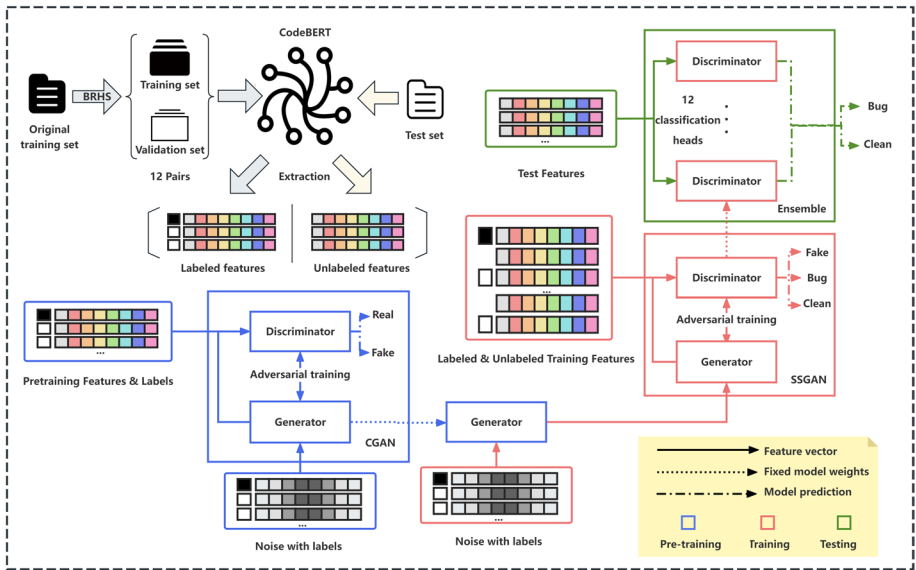 CodeBERT
BRHS
Original
training set
Training set
Validation set
12 Pairs
Test set
Extraction
Labeled features
Unlabeled features
...
Test Features
Discriminator
12
classification
heads
Discriminator
Ensemble
Bug
Clean
...
Labeled & Unlabeled Training Features
Discriminator
Adversarial training
Generator
SSGAN
Fake
Bug
Clean
...
Pretraining Features & Labels
Discriminator
Real
Fake
Adversarial training
Generator
CGAN
Generator
...
Noise with labels
...
Noise with labels
Feature vector
Fixed model weights
Model prediction
Pre-training
Training
Testing